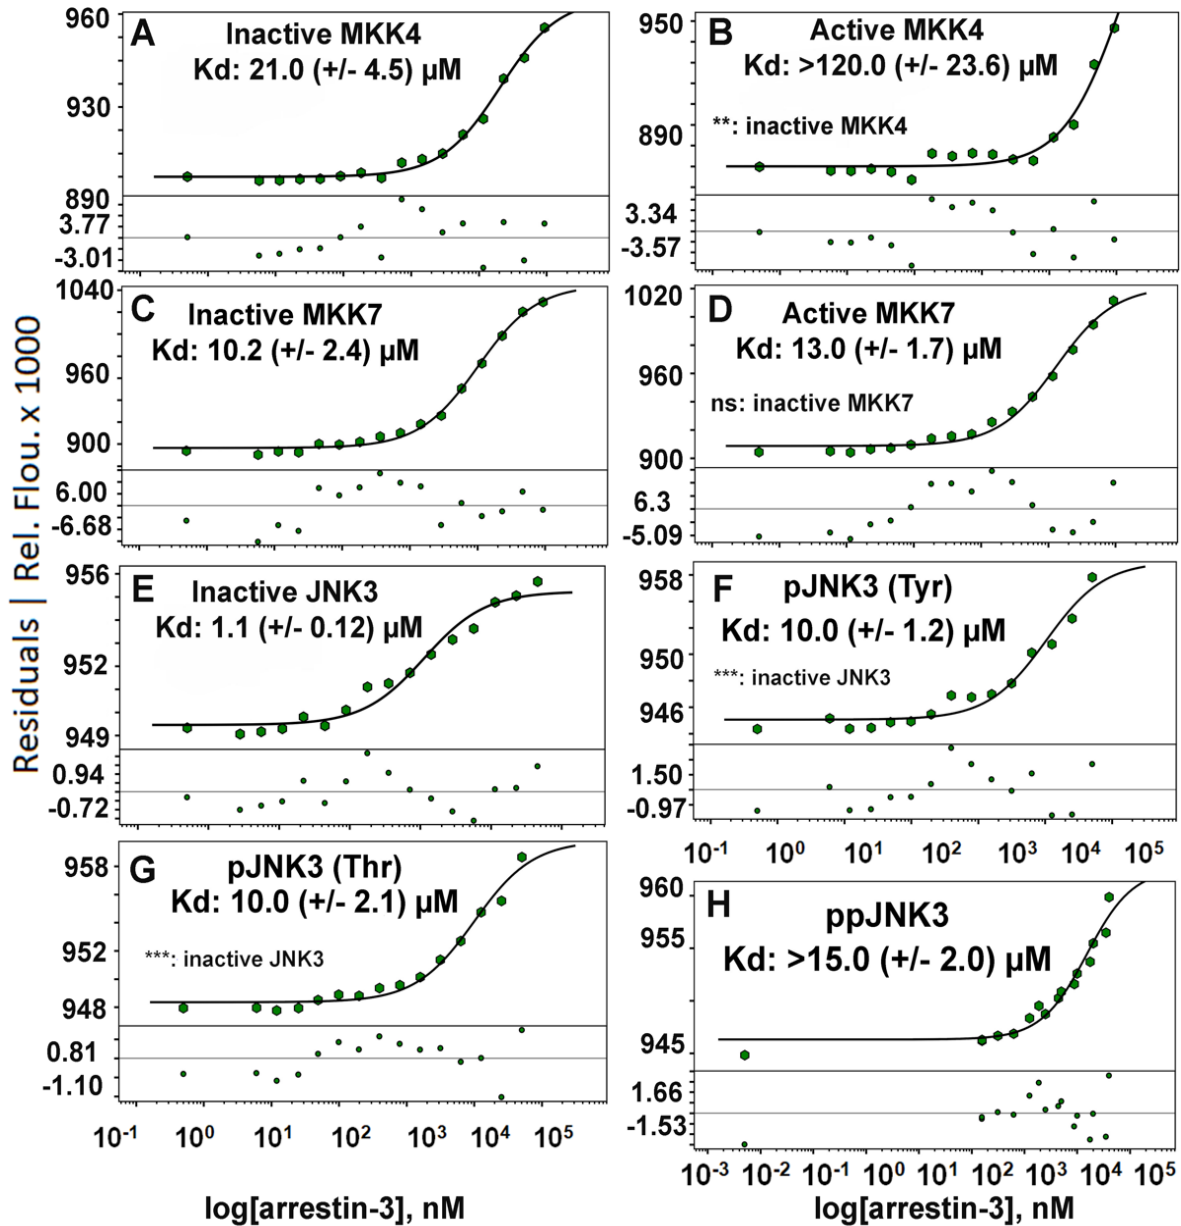 Residuals | Rel. Flou. x 1000
A
Inactive MKK4
Kd: 21.0 (+/- 4.5) µM
960
930
890
3.77
-3.01
B
Active MKK4
Kd: >120.0 (+/- 23.6) µM
**: inactive MKK4
950
890
3.34
-3.57
C
Inactive MKK7
Kd: 10.2 (+/- 2.4) µM
1040
960
900
6.00
-6.68
D
Active MKK7
Kd: 13.0 (+/- 1.7) µM
ns: inactive MKK7
1020
960
900
6.3
-5.09
E
Inactive JNK3
Kd: 1.1 (+/- 0.12) µM
956
952
949
0.94
-0.72
F
pJNK3 (Tyr)
Kd: 10.0 (+/- 1.2) µM
***: inactive JNK3
958
950
946
1.50
-0.97
10-1 100 101 102 103 104 105
G
pJNK3 (Thr)
Kd: 10.0 (+/- 2.1) µM
***: inactive JNK3
958
952
948
0.81
-1.10
10-1 100 101 102 103 104 105
log[arrestin-3], nM
H
ppJNK3
Kd: >15.0 (+/- 2.0) µM
960
955
945
1.66
-1.53
10-3 10-2 10-1 100 101 102 103 104 105
log[arrestin-3], nM